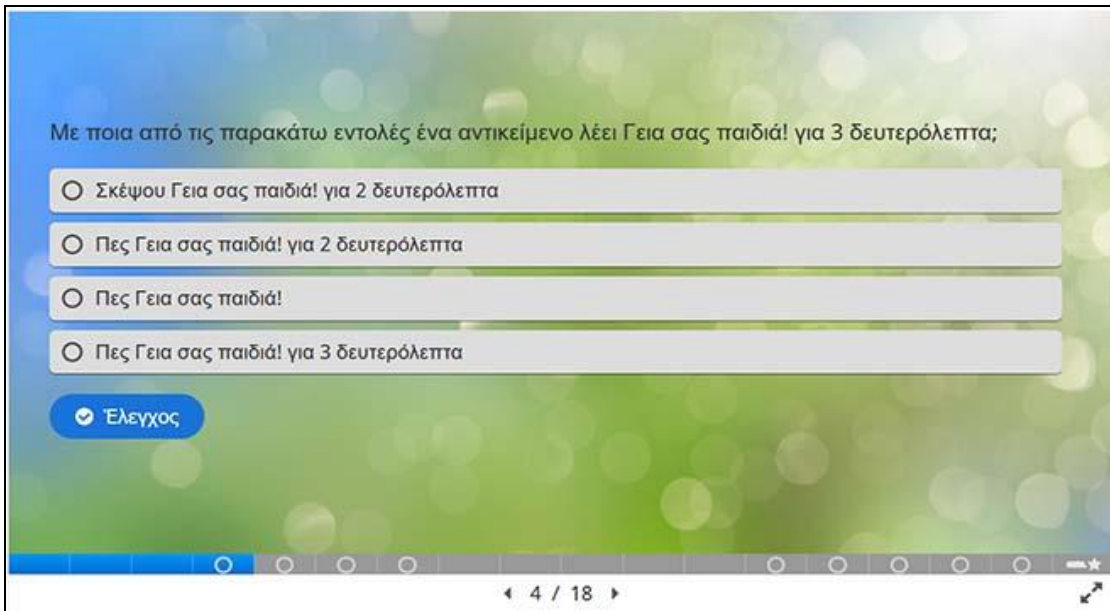 Με ποια από τις παρακάτω εντολές ένα αντικείμενο λέει Γεια σας παιδιά! για 3 δευτερόλεπτα;
Σκέψου Γεια σας παιδιά! για 2 δευτερόλεπτα
Πες Γεια σας παιδιά! για 2 δευτερόλεπτα
Πες Γεια σας παιδιά!
Πες Γεια σας παιδιά! για 3 δευτερόλεπτα
Έλεγχος
4 / 18